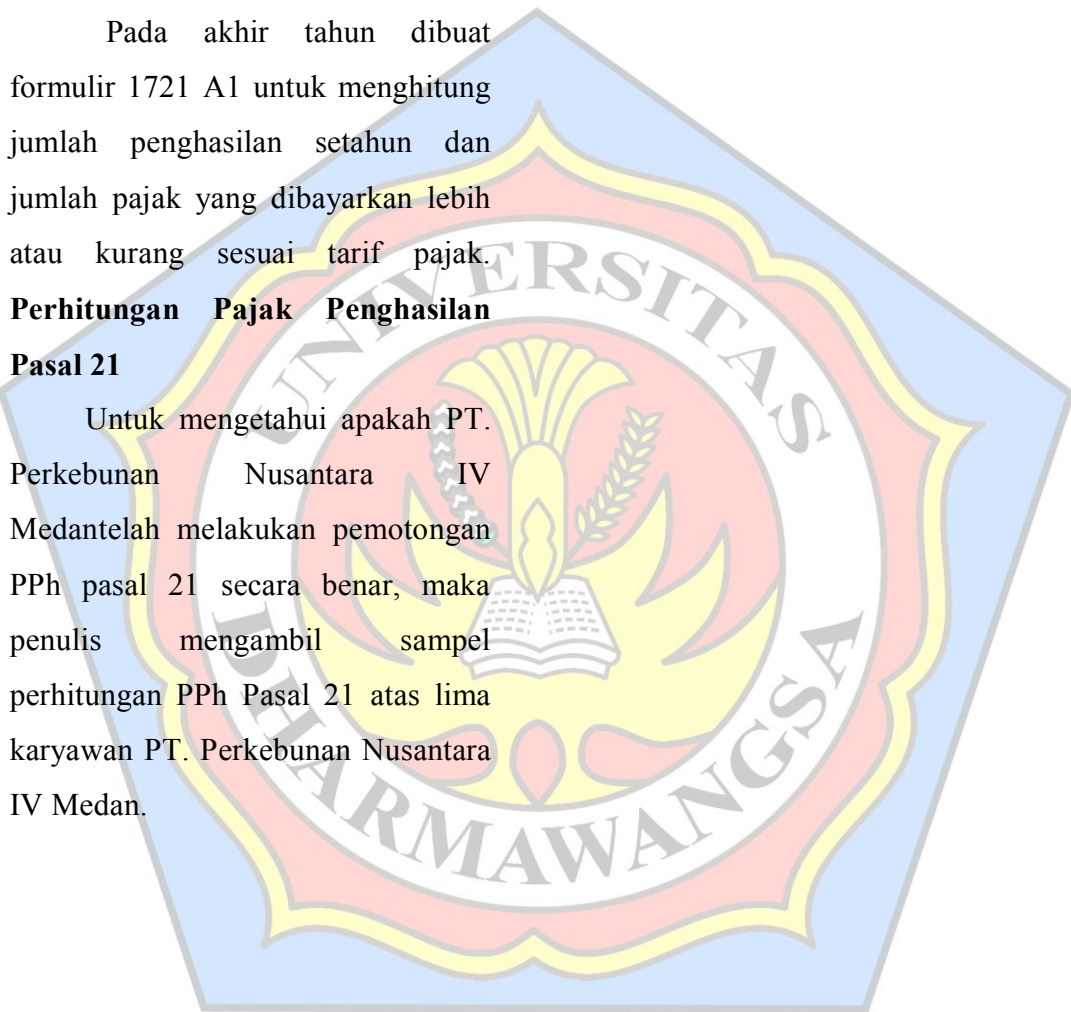 Pada akhir tahun dibuat
formulir 1721 A1 untuk menghitung
jumlah penghasilan setahun dan
jumlah pajak yang dibayarkan lebih
atau kurang sesuai tarif pajak.
Perhitungan Pajak Penghasilan
Pasal 21
Untuk mengetahui apakah PT.
Perkebunan Nusantara IV
Medantelah melakukan pemotongan
PPh pasal 21 secara benar, maka
penulis mengambil sampel
perhitungan PPh Pasal 21 atas lima
karyawan PT. Perkebunan Nusantara
IV Medan.
UNIVERSITAS
DHARMAWANGSA